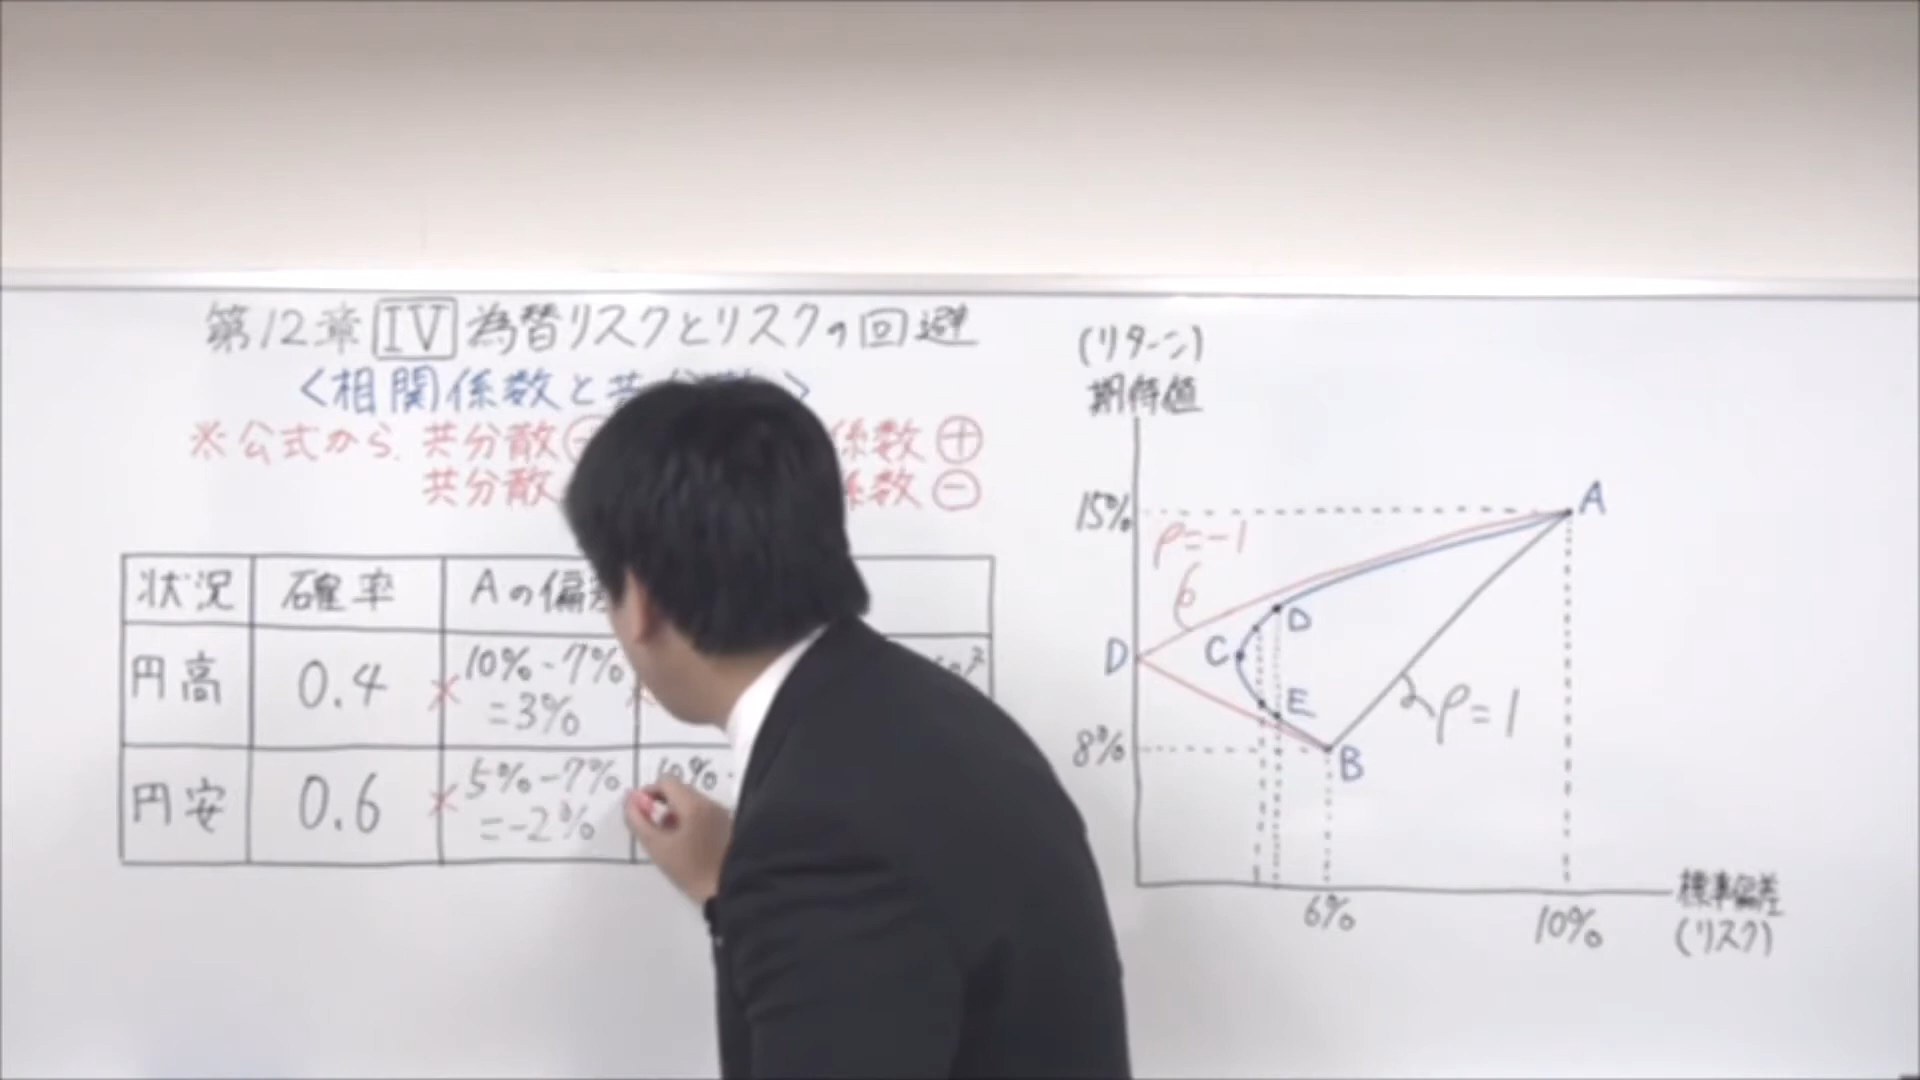 第12章 IV 為替リスクとリスクの回避
<相関係数と共分散>
※公式から、共分散 係数 ⊕
共分散 係数 ⊖
状況 確率 Aの偏差
円高 0.4 × 10%-7% ×
=3%
円安 0.6 × 5%-7% 10%-
=-2%
(リターン)
期待値
15% A
ρ=-1
D
D C
E
ρ=1
8% B
6% 10% 標準偏差
(リスク)